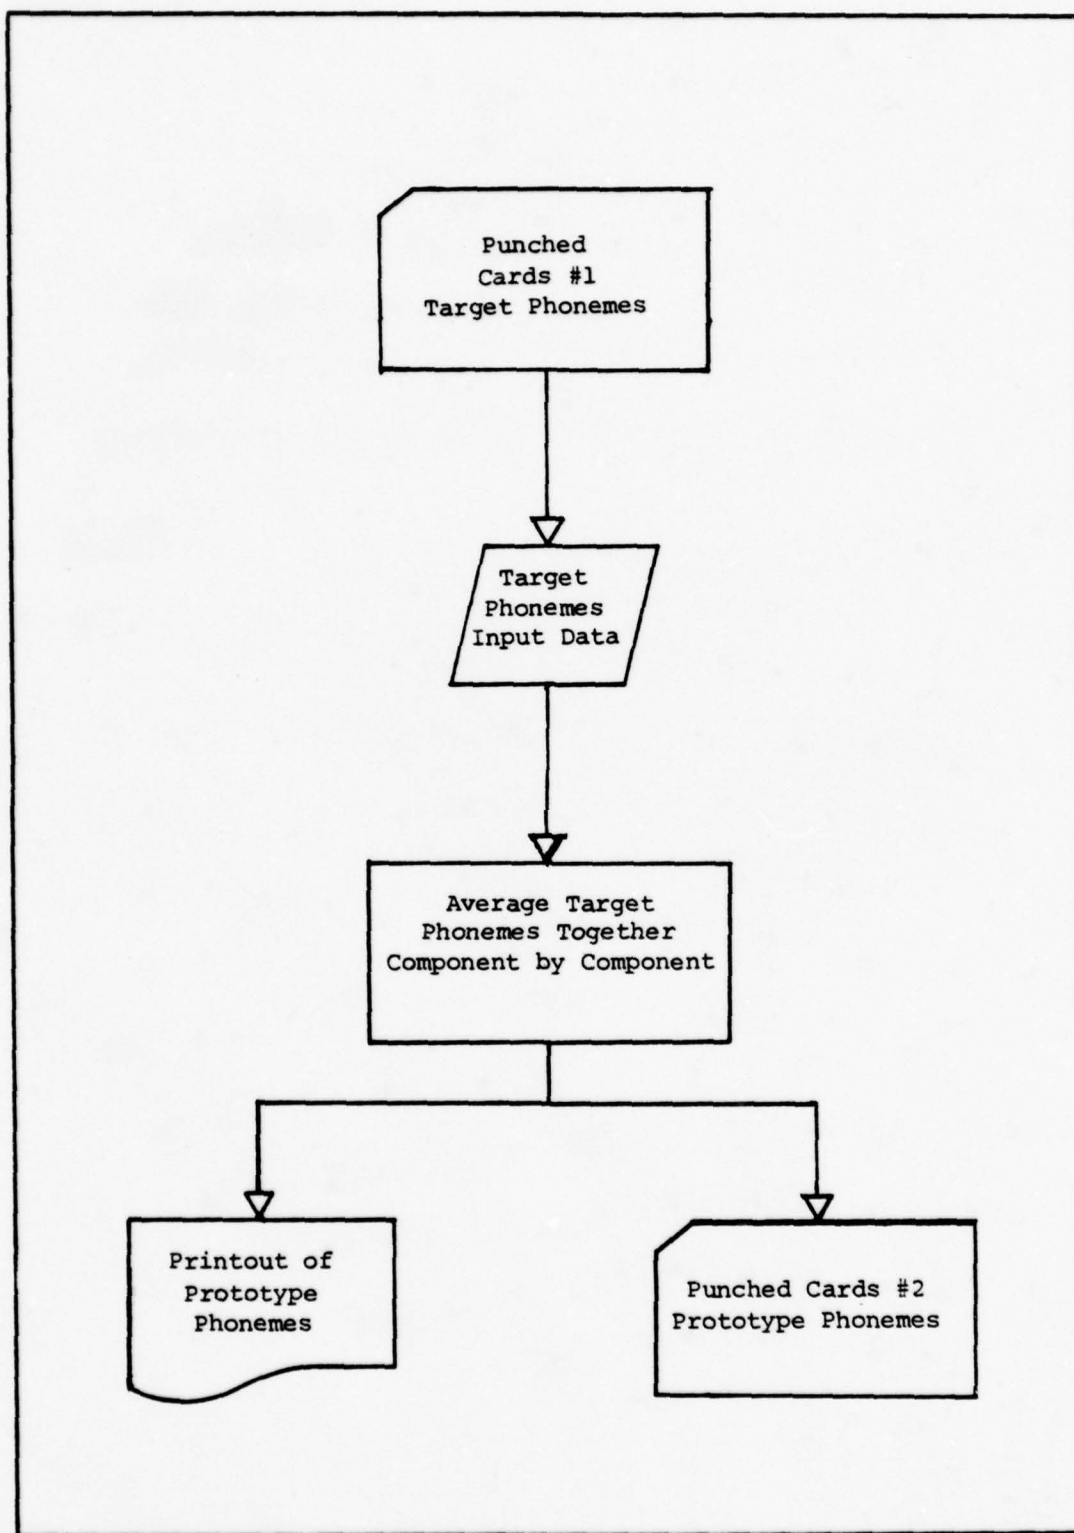 Punched
Cards #1
Target Phonemes
Target
Phonemes
Input Data
Average Target
Phonemes Together
Component by Component
Printout of
Prototype
Phonemes
Punched Cards #2
Prototype Phonemes